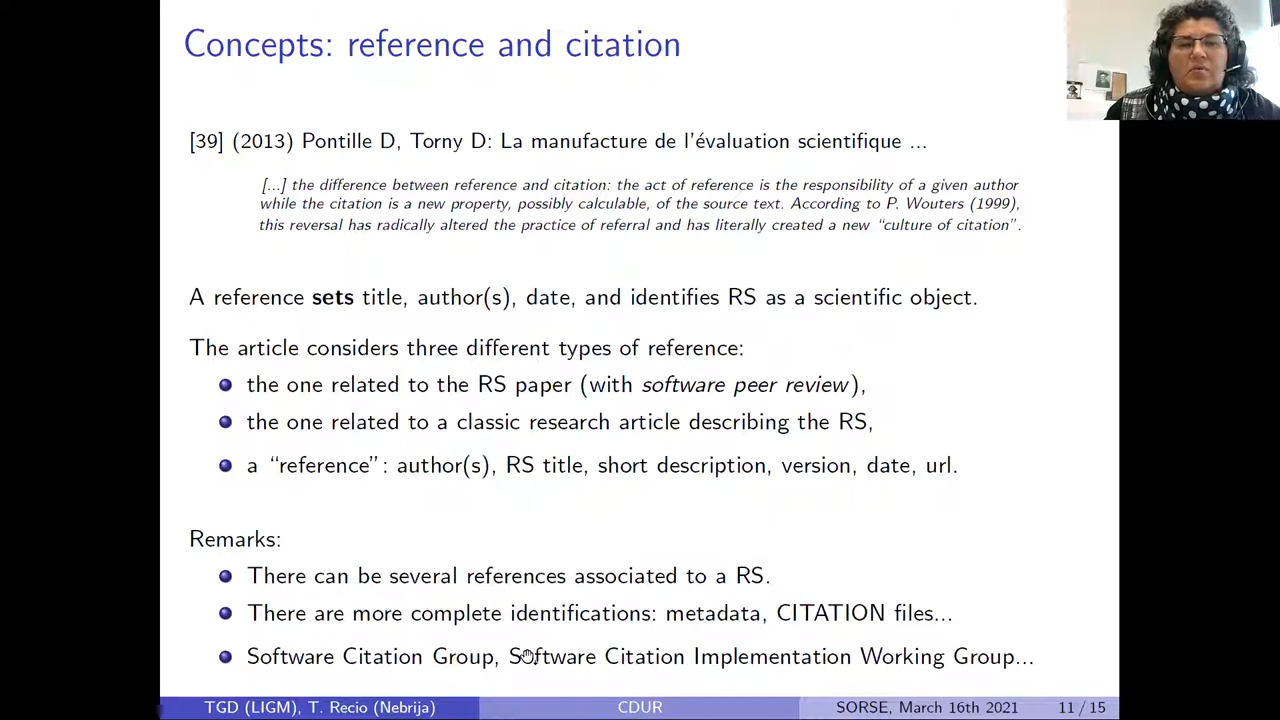 Concepts: reference and citation
[39] (2013) Pontille D, Torny D: La manufacture de l'évaluation scientifique ...
[...] the difference between reference and citation: the act of reference is the responsibility of a given author
while the citation is a new property, possibly calculable, of the source text. According to P. Wouters (1999),
this reversal has radically altered the practice of referral and has literally created a new “culture of citation”.
A reference sets title, author(s), date, and identifies RS as a scientific object.
The article considers three different types of reference:
the one related to the RS paper (with software peer review),
the one related to a classic research article describing the RS,
a “reference”: author(s), RS title, short description, version, date, url.
Remarks:
There can be several references associated to a RS.
There are more complete identifications: metadata, CITATION files...
Software Citation Group, Software Citation Implementation Working Group...
TGD (LIGM), T. Recio (Nebrija) CDUR SORSE, March 16th 2021 11 / 15